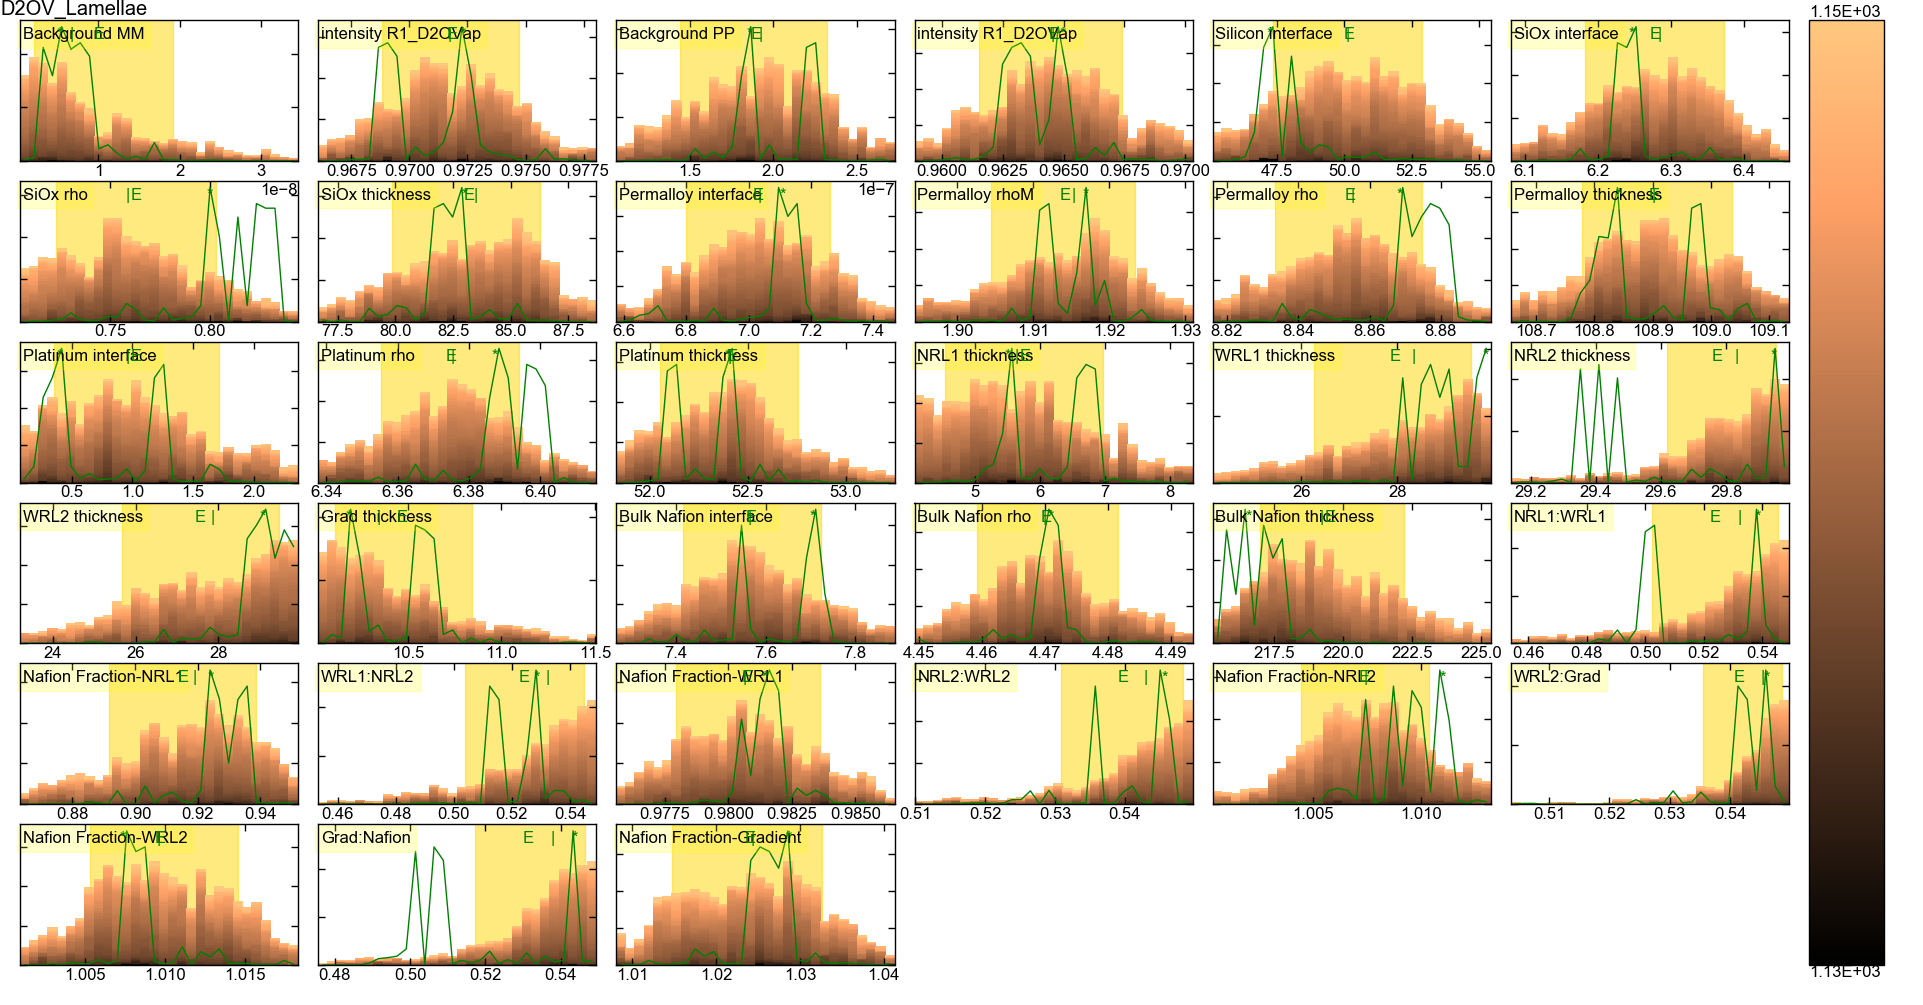 D2OV_Lamellae
1.15E+03
Background MM
intensity R1_D2OVap
Background PP
intensity R1_D2OVap
Silicon interface
SiOx interface
1 2 3
0.9675 0.9700 0.9725 0.9750 0.9775
1.5 2.0 2.5
0.9600 0.9625 0.9650 0.9675 0.9700
47.5 50.0 52.5 55.0
6.1 6.2 6.3 6.4
SiOx rho
1e-8
SiOx thickness
Permalloy interface
1e-7
Permalloy rhoM
Permalloy rho
Permalloy thickness
0.75 0.80
77.5 80.0 82.5 85.0 87.5
6.6 6.8 7.0 7.2 7.4
1.90 1.91 1.92 1.93
8.82 8.84 8.86 8.88
108.7 108.8 108.9 109.0 109.1
Platinum interface
Platinum rho
Platinum thickness
NRL1 thickness
WRL1 thickness
NRL2 thickness
0.5 1.0 1.5 2.0
6.34 6.36 6.38 6.40
52.0 52.5 53.0
5 6 7 8
26 28
29.2 29.4 29.6 29.8
WRL2 thickness
Grad thickness
Bulk Nafion interface
Bulk Nafion rho
Bulk Nafion thickness
NRL1:WRL1
24 26 28
10.5 11.0 11.5
7.4 7.6 7.8
4.45 4.46 4.47 4.48 4.49
217.5 220.0 222.5 225.0
0.46 0.48 0.50 0.52 0.54
Nafion Fraction-NRL1
WRL1:NRL2
Nafion Fraction-WRL1
NRL2:WRL2
Nafion Fraction-NRL2
WRL2:Grad
0.88 0.90 0.92 0.94
0.46 0.48 0.50 0.52 0.54
0.9775 0.9800 0.9825 0.9850
0.51 0.52 0.53 0.54
1.005 1.010
0.51 0.52 0.53 0.54
Nafion Fraction-WRL2
Grad:Nafion
Nafion Fraction-Gradient
1.005 1.010 1.015
0.48 0.50 0.52 0.54
1.01 1.02 1.03 1.04
1.13E+03